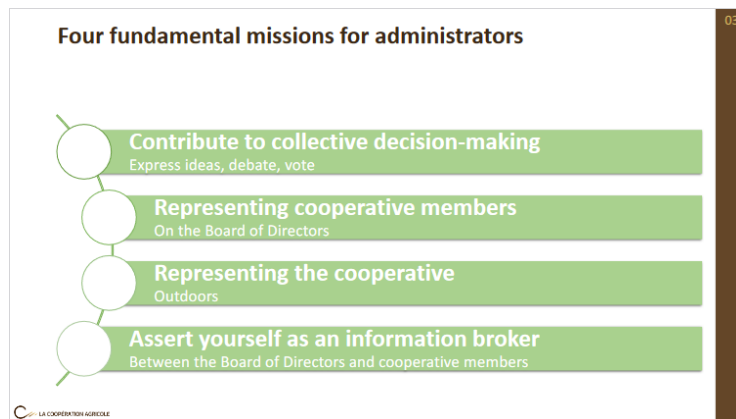 03
Four fundamental missions for administrators
Contribute to collective decision-making
Express ideas, debate, vote
Representing cooperative members
On the Board of Directors
Representing the cooperative
Outdoors
Assert yourself as an information broker
Between the Board of Directors and cooperative members
LA COOPÉRATION AGRICOLE